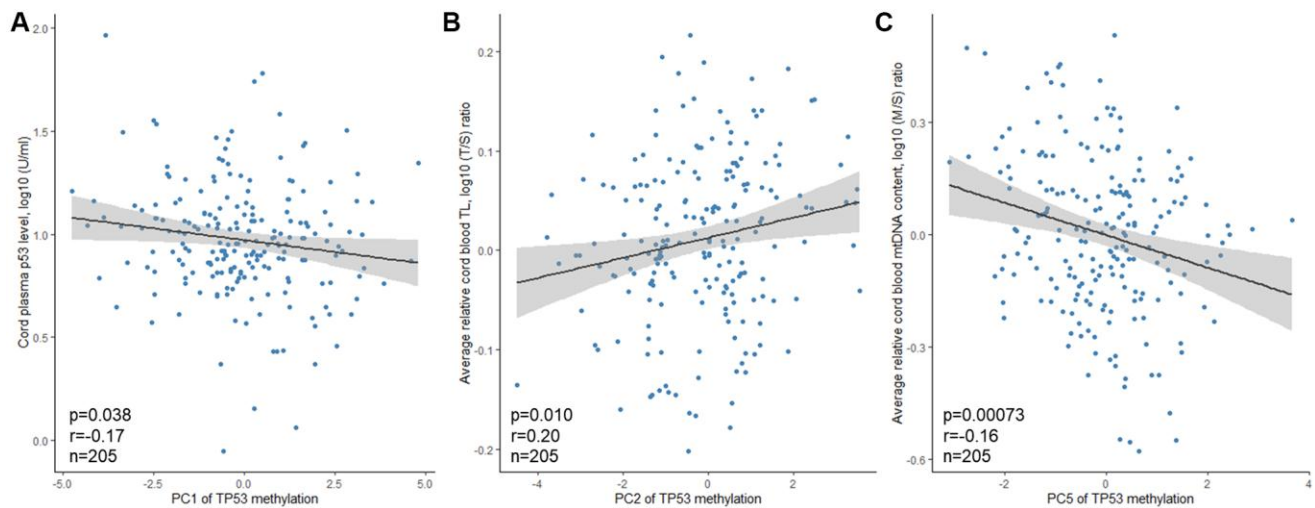 A
Cord plasma p53 level, log10 (U/ml)
2.0
1.5
1.0
0.5
0.0
p=0.038
r=-0.17
n=205
-5.0 -2.5 0.0 2.5 5.0
PC1 of TP53 methylation
B
Average relative cord blood TL, log10 (T/S) ratio
0.2
0.1
0.0
-0.1
-0.2
p=0.010
r=0.20
n=205
-4 -2 0 2
PC2 of TP53 methylation
C
Average relative cord blood mtDNA content, log10 (M/S) ratio
0.3
0.0
-0.3
-0.6
p=0.00073
r=-0.16
n=205
-2 0 2 4
PC5 of TP53 methylation